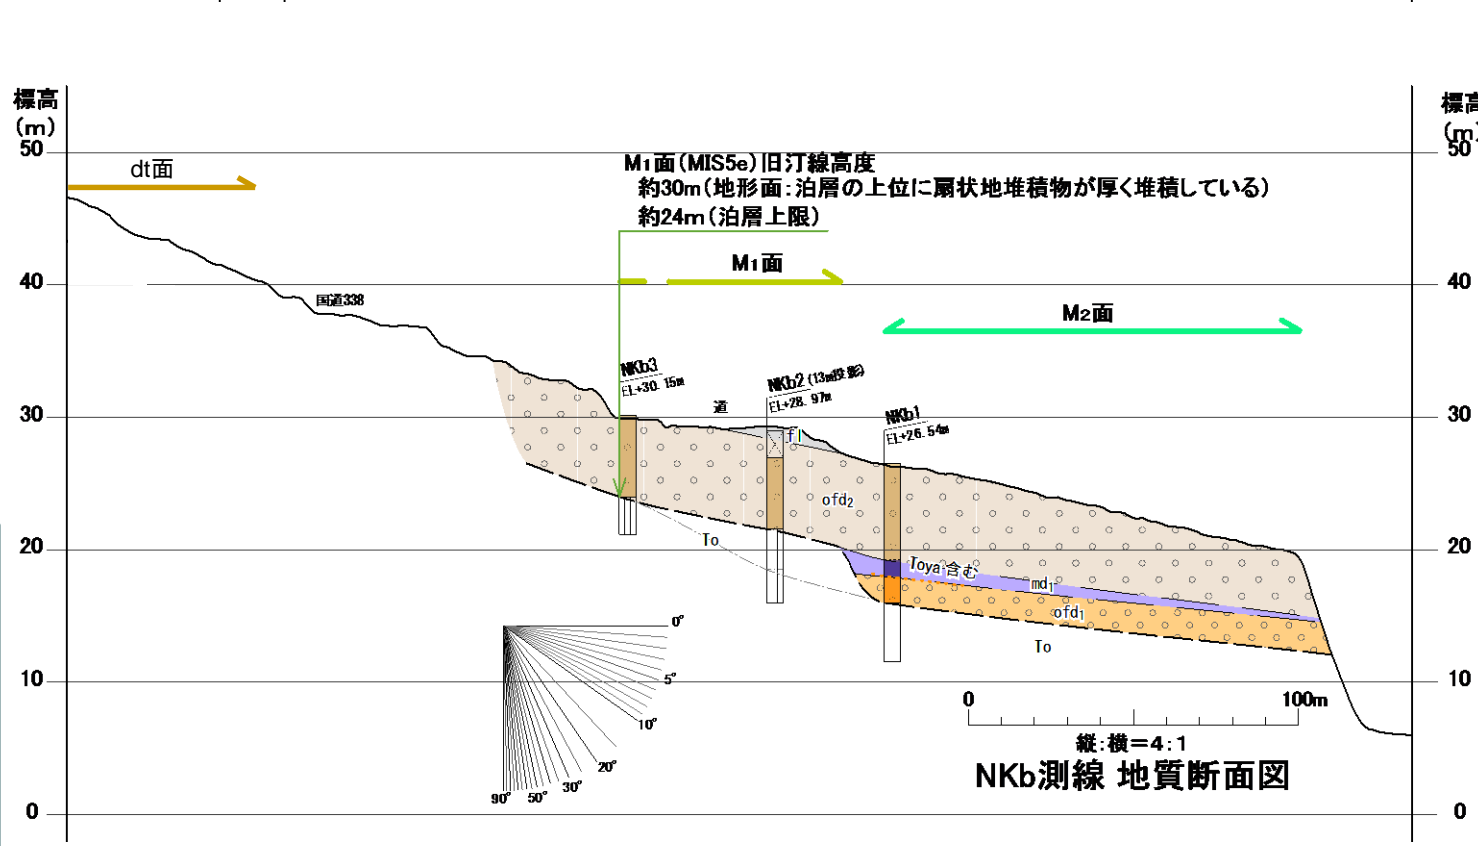 標高
(m)
50
40
30
20
10
0
標高
(m)
50
40
30
20
10
0
dt面
国道338
M1面(MIS5e)旧汀線高度
約30m(地形面:泊層の上位に扇状地堆積物が厚く堆積している)
約24m(泊層上限)
M1面
M2面
NKb3
EL+30.15m
道
NKb2 (13m投影)
EL+28.97m
fl
NKb1
EL+26.54m
ofd2
To
Toya含む
md1
ofd1
To
0°
5°
10°
20°
30°
50°
90°
0 100m
縦:横=4:1
NKb測線 地質断面図